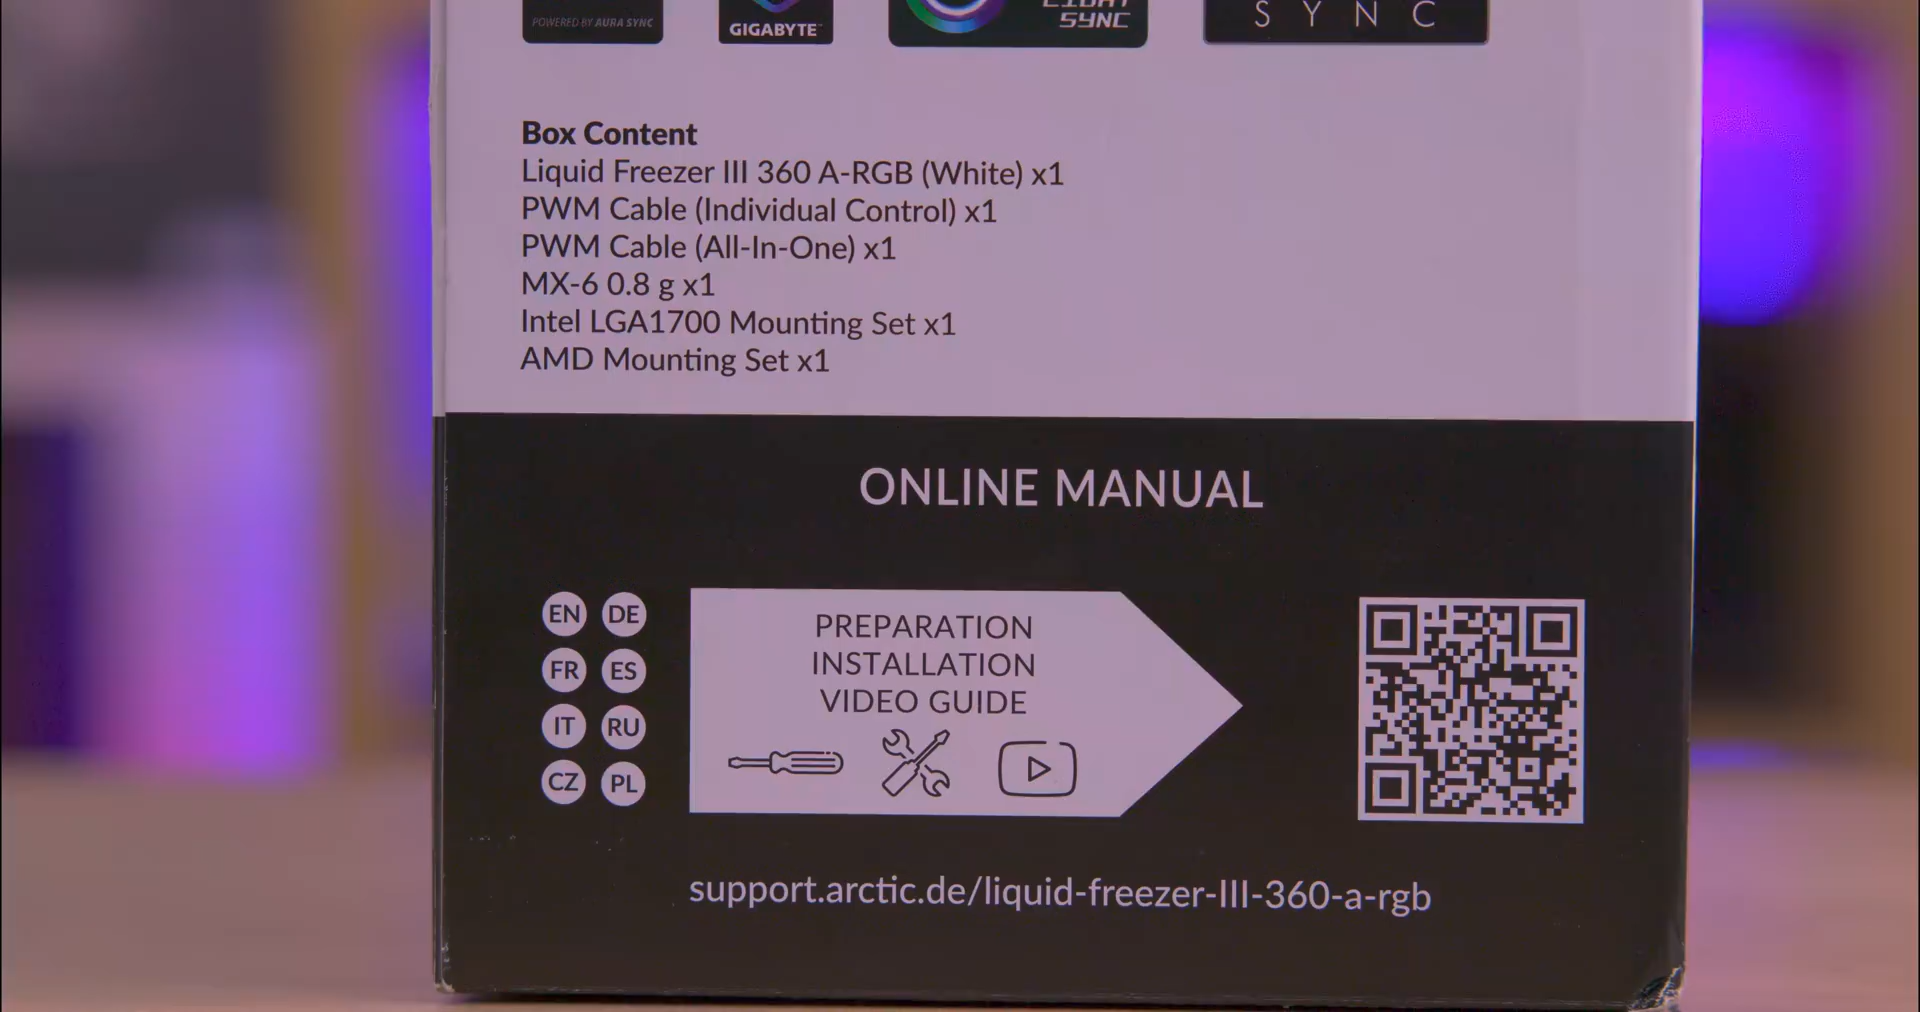 POWERED BY AURA SYNC
GIGABYTE
LIGHT
SYNC
SYNC
Box Content
Liquid Freezer III 360 A-RGB (White) x1
PWM Cable (Individual Control) x1
PWM Cable (All-In-One) x1
MX-6 0.8 g x1
Intel LGA1700 Mounting Set x1
AMD Mounting Set x1
ONLINE MANUAL
EN DE
FR ES
IT RU
CZ PL
PREPARATION
INSTALLATION
VIDEO GUIDE
support.arctic.de/liquid-freezer-III-360-a-rgb